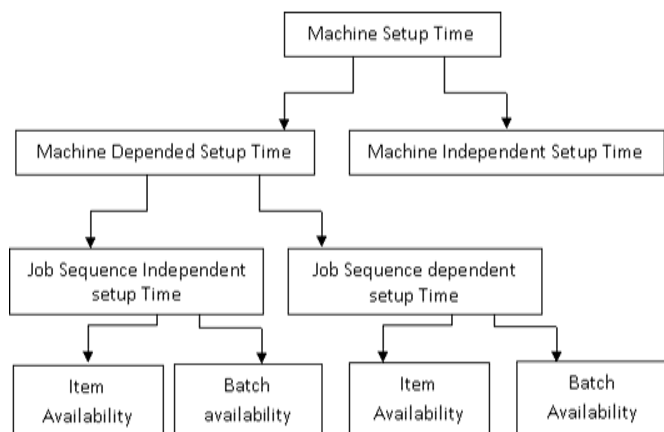 Machine Setup Time
Machine Depended Setup Time
Machine Independent Setup Time
Job Sequence Independent
setup Time
Job Sequence dependent
setup Time
Item
Availability
Batch
availability
Item
Availability
Batch
Availability